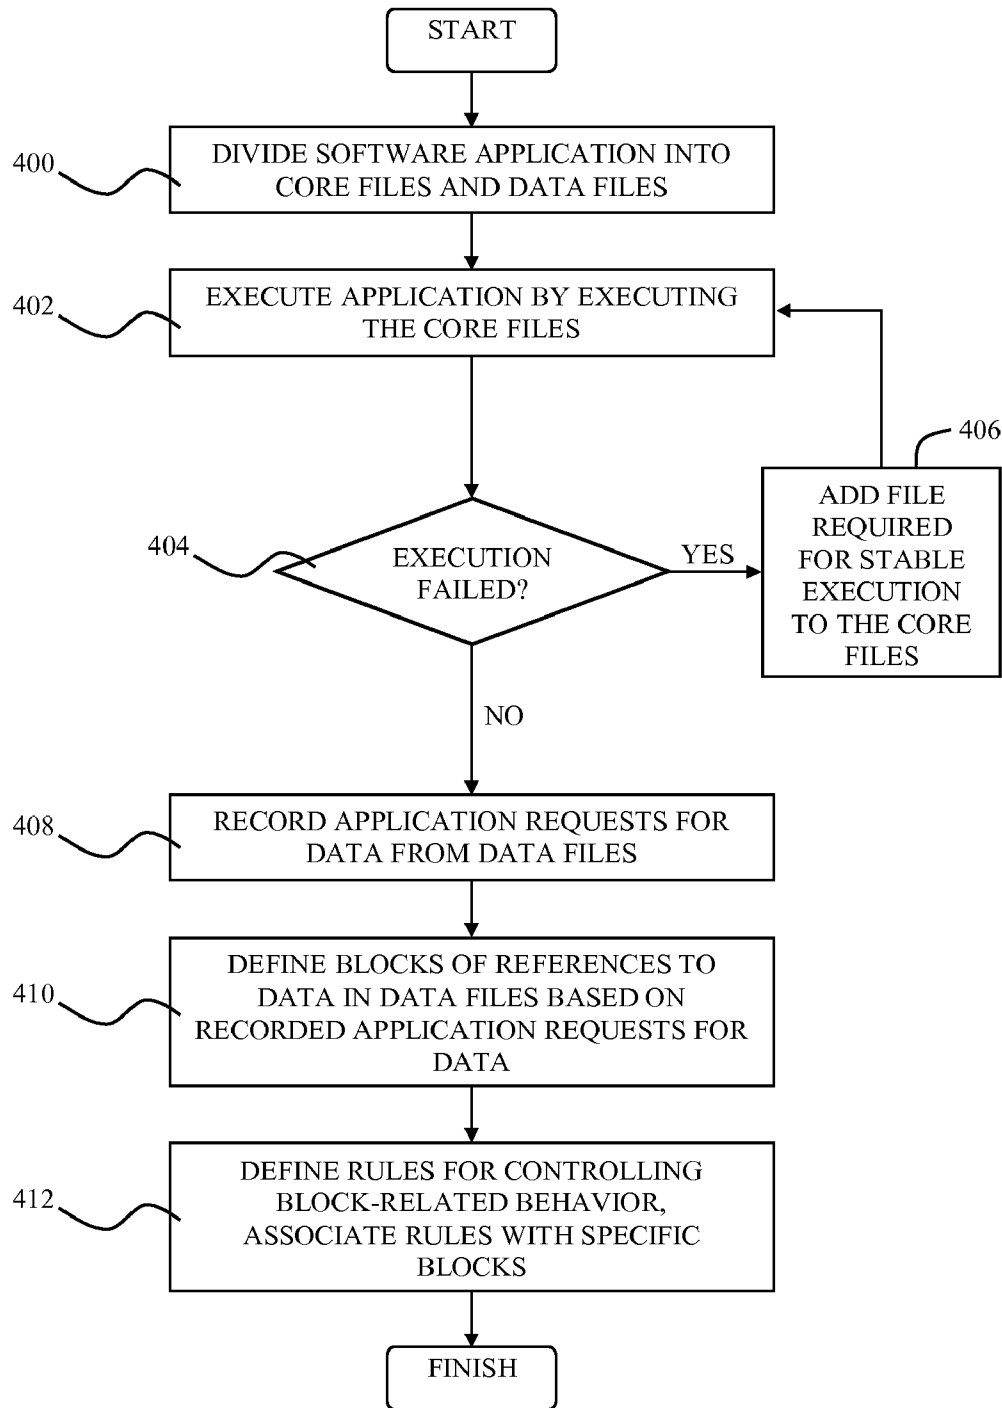 START
400
DIVIDE SOFTWARE APPLICATION INTO
CORE FILES AND DATA FILES
402
EXECUTE APPLICATION BY EXECUTING
THE CORE FILES
404
EXECUTION
FAILED?
YES
406
ADD FILE
REQUIRED
FOR STABLE
EXECUTION
TO THE CORE
FILES
NO
408
RECORD APPLICATION REQUESTS FOR
DATA FROM DATA FILES
410
DEFINE BLOCKS OF REFERENCES TO
DATA IN DATA FILES BASED ON
RECORDED APPLICATION REQUESTS FOR
DATA
412
DEFINE RULES FOR CONTROLLING
BLOCK-RELATED BEHAVIOR,
ASSOCIATE RULES WITH SPECIFIC
BLOCKS
FINISH